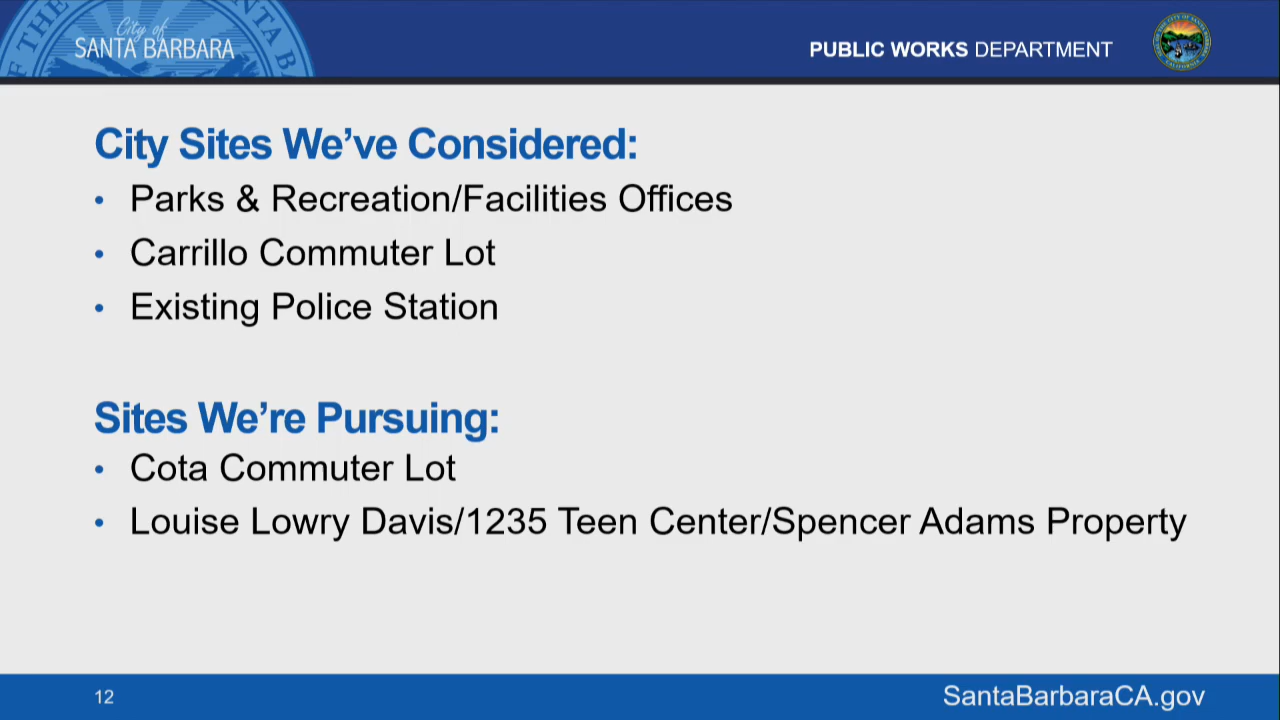 City of
SANTA BARBARA
PUBLIC WORKS DEPARTMENT
City Sites We've Considered:
• Parks & Recreation/Facilities Offices
• Carrillo Commuter Lot
• Existing Police Station
Sites We're Pursuing:
• Cota Commuter Lot
• Louise Lowry Davis/1235 Teen Center/Spencer Adams Property
12
SantaBarbaraCA.gov